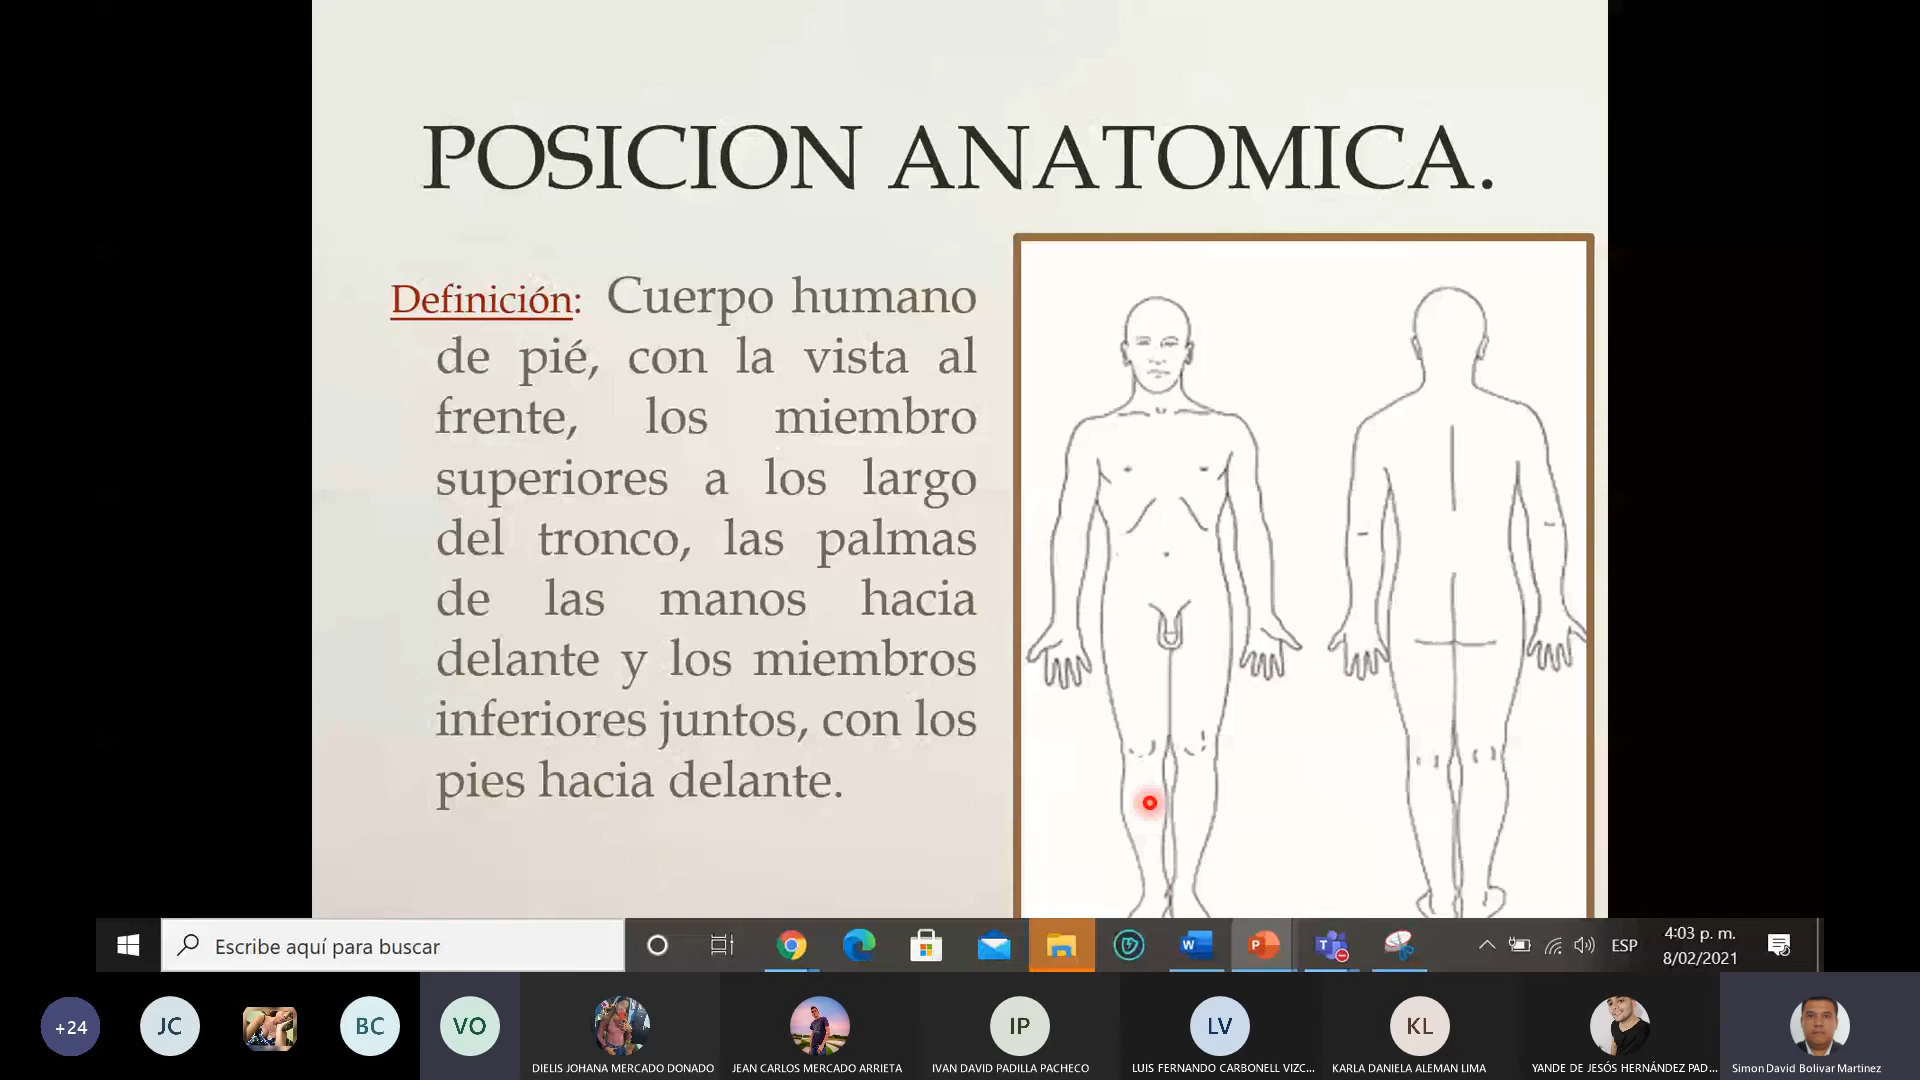 POSICION ANATOMICA.
Definición: Cuerpo humano
de pié, con la vista al
frente, los miembro
superiores a los largo
del tronco, las palmas
de las manos hacia
delante y los miembros
inferiores juntos, con los
pies hacia delante.
Escribe aquí para buscar
ESP
4:03 p. m.
8/02/2021
+24
JC
BC
VO
IP
LV
KL
DIELIS JOHANA MERCADO DONADO
JEAN CARLOS MERCADO ARRIETA
IVAN DAVID PADILLA PACHECO
LUIS FERNANDO CARBONELL VIZC...
KARLA DANIELA ALEMAN LIMA
YANDE DE JESÚS HERNÁNDEZ PAD...
Simon David Bolivar Martinez